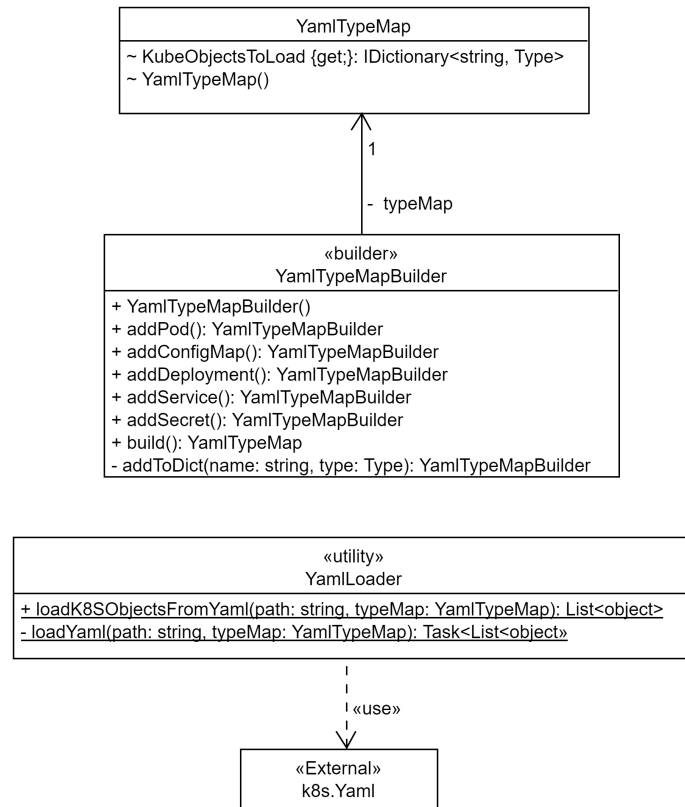 YamlTypeMap
~ KubeObjectsToLoad {get;}: IDictionary<string, Type>
~ YamlTypeMap()
1
- typeMap
«builder»
YamlTypeMapBuilder
+ YamlTypeMapBuilder()
+ addPod(): YamlTypeMapBuilder
+ addConfigMap(): YamlTypeMapBuilder
+ addDeployment(): YamlTypeMapBuilder
+ addService(): YamlTypeMapBuilder
+ addSecret(): YamlTypeMapBuilder
+ build(): YamlTypeMap
- addToDict(name: string, type: Type): YamlTypeMapBuilder
«utility»
YamlLoader
+ loadK8SObjectsFromYaml(path: string, typeMap: YamlTypeMap): List<object>
- loadYaml(path: string, typeMap: YamlTypeMap): Task<List<object»
«use»
«External»
k8s.Yaml